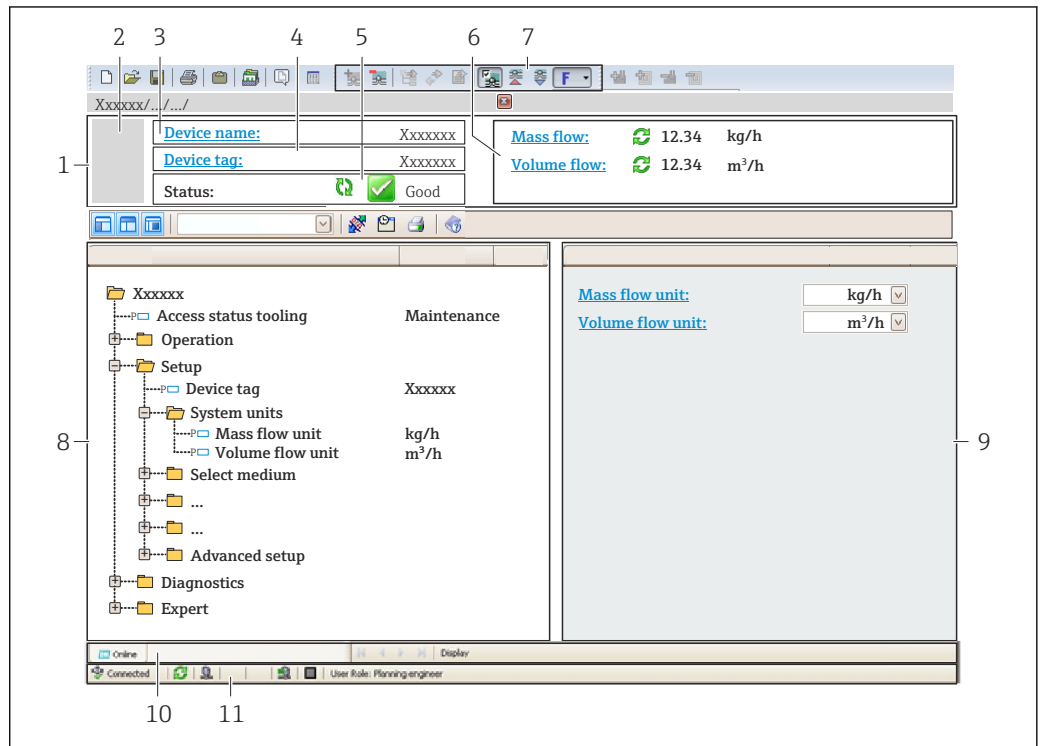 2 3 4 5 6 7
F
Xxxxxx/.../.../
1
Device name: Xxxxxxx
Device tag: Xxxxxxx
Status: Good
Mass flow: 12.34 kg/h
Volume flow: 12.34 m³/h
Xxxxxx
P Access status tooling Maintenance
Operation
Setup
P Device tag Xxxxxx
System units
P Mass flow unit kg/h
P Volume flow unit m³/h
Select medium
...
...
Advanced setup
Diagnostics
Expert
8
Mass flow unit: kg/h
Volume flow unit: m³/h
9
Online Display
Connected User Role: Planning engineer
10 11